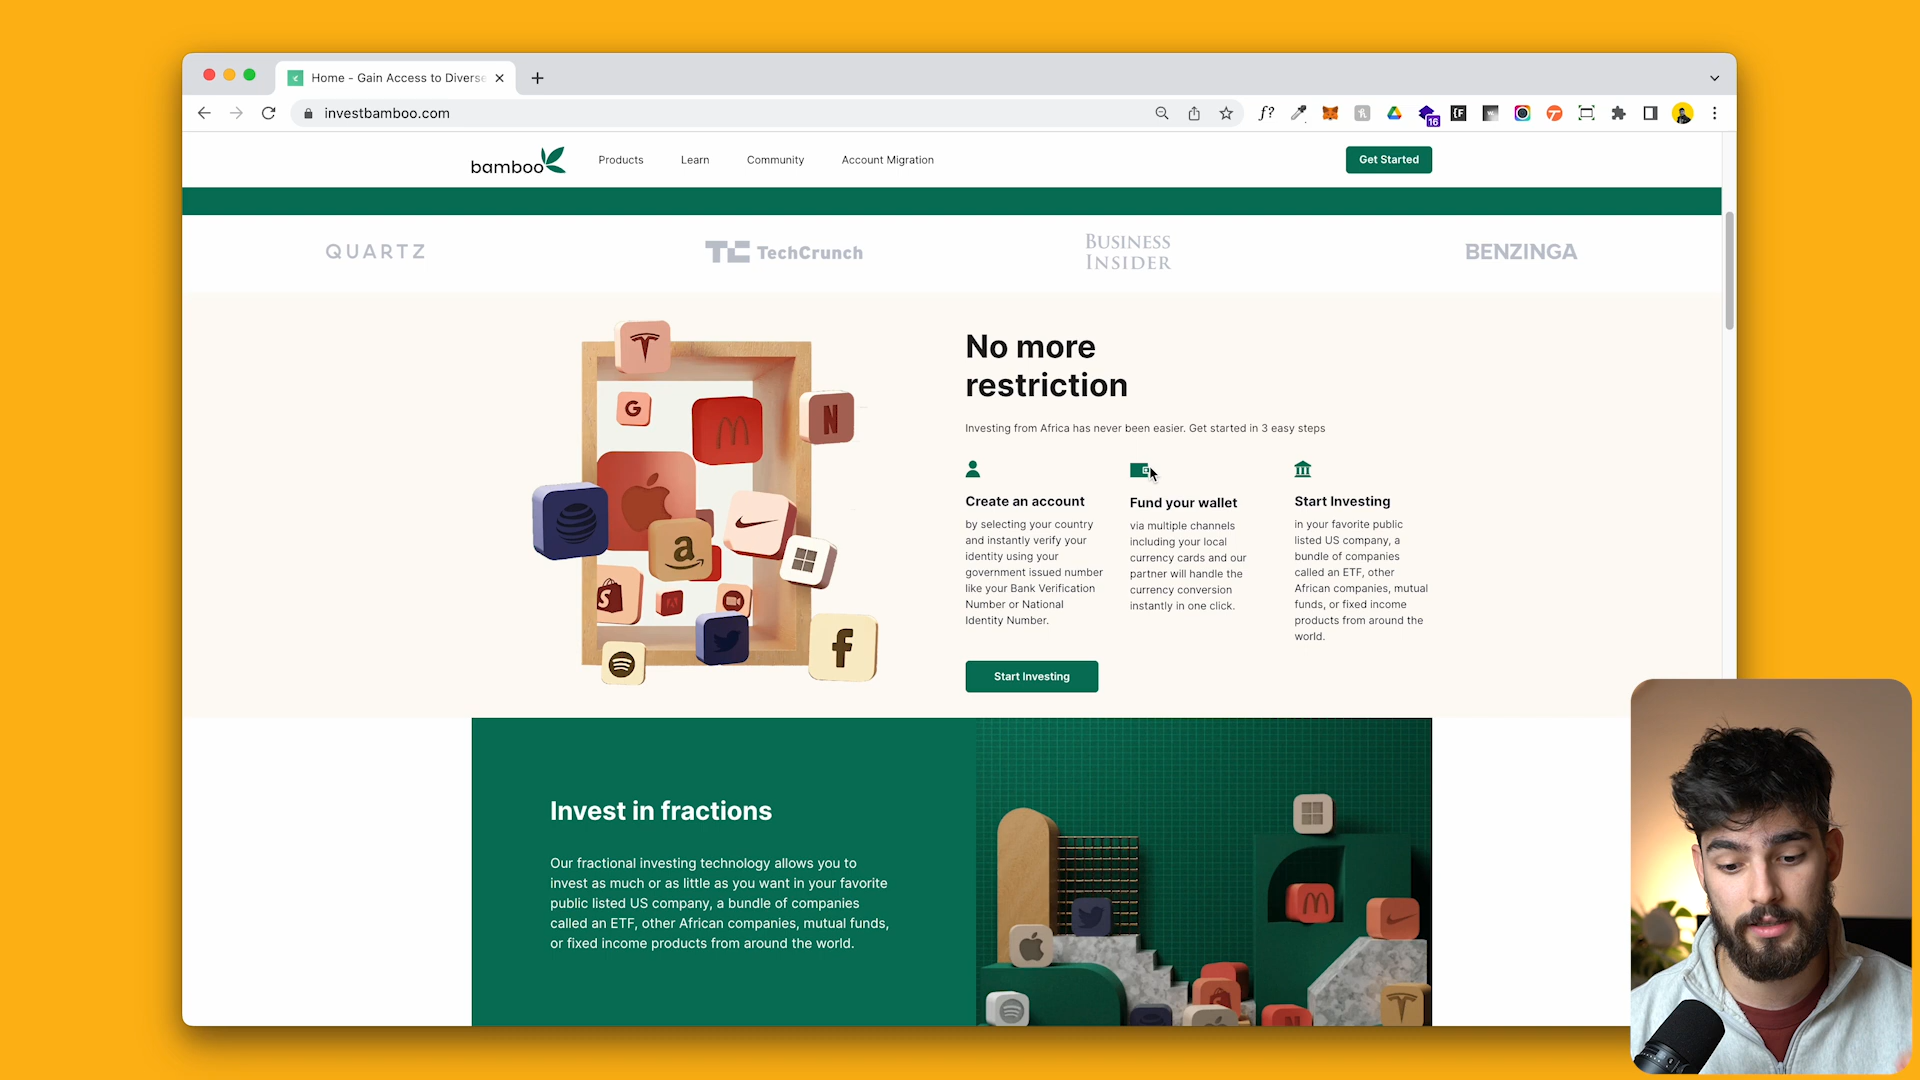 Home - Gain Access to Diverse
investbamboo.com
16
bamboo
Products
Learn
Community
Account Migration
Get Started
QUARTZ
TC TechCrunch
BUSINESS
INSIDER
BENZINGA
No more
restriction
Investing from Africa has never been easier. Get started in 3 easy steps
Create an account
by selecting your country
and instantly verify your
identity using your
government issued number
like your Bank Verification
Number or National
Identity Number.
Fund your wallet
via multiple channels
including your local
currency cards and our
partner will handle the
currency conversion
instantly in one click.
Start Investing
in your favorite public
listed US company, a
bundle of companies
called an ETF, other
African companies, mutual
funds, or fixed income
products from around the
world.
Start Investing
Invest in fractions
Our fractional investing technology allows you to
invest as much or as little as you want in your favorite
public listed US company, a bundle of companies
called an ETF, other African companies, mutual funds,
or fixed income products from around the world.